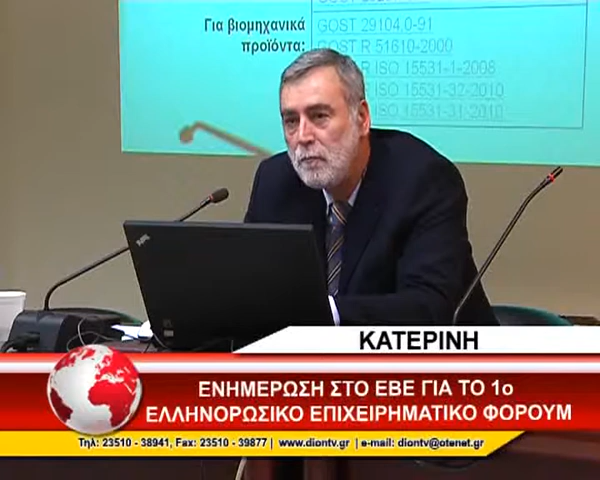 Για βιομηχανικά
προϊόντα:
GOST 29104.0-91
GOST R 51610-2000
R ISO 15531-1-2008
ISO 15531-32-2010
ISO 15531-31-2010
ΚΑΤΕΡΙΝΗ
ΕΝΗΜΕΡΩΣΗ ΣΤΟ ΕΒΕ ΓΙΑ ΤΟ 1ο
ΕΛΛΗΝΟΡΩΣΙΚΟ ΕΠΙΧΕΙΡΗΜΑΤΙΚΟ ΦΟΡΟΥΜ
Τηλ: 23510 - 38941, Fax: 23510 - 39877 | www.diontv.gr | e-mail: diontv@otenet.gr